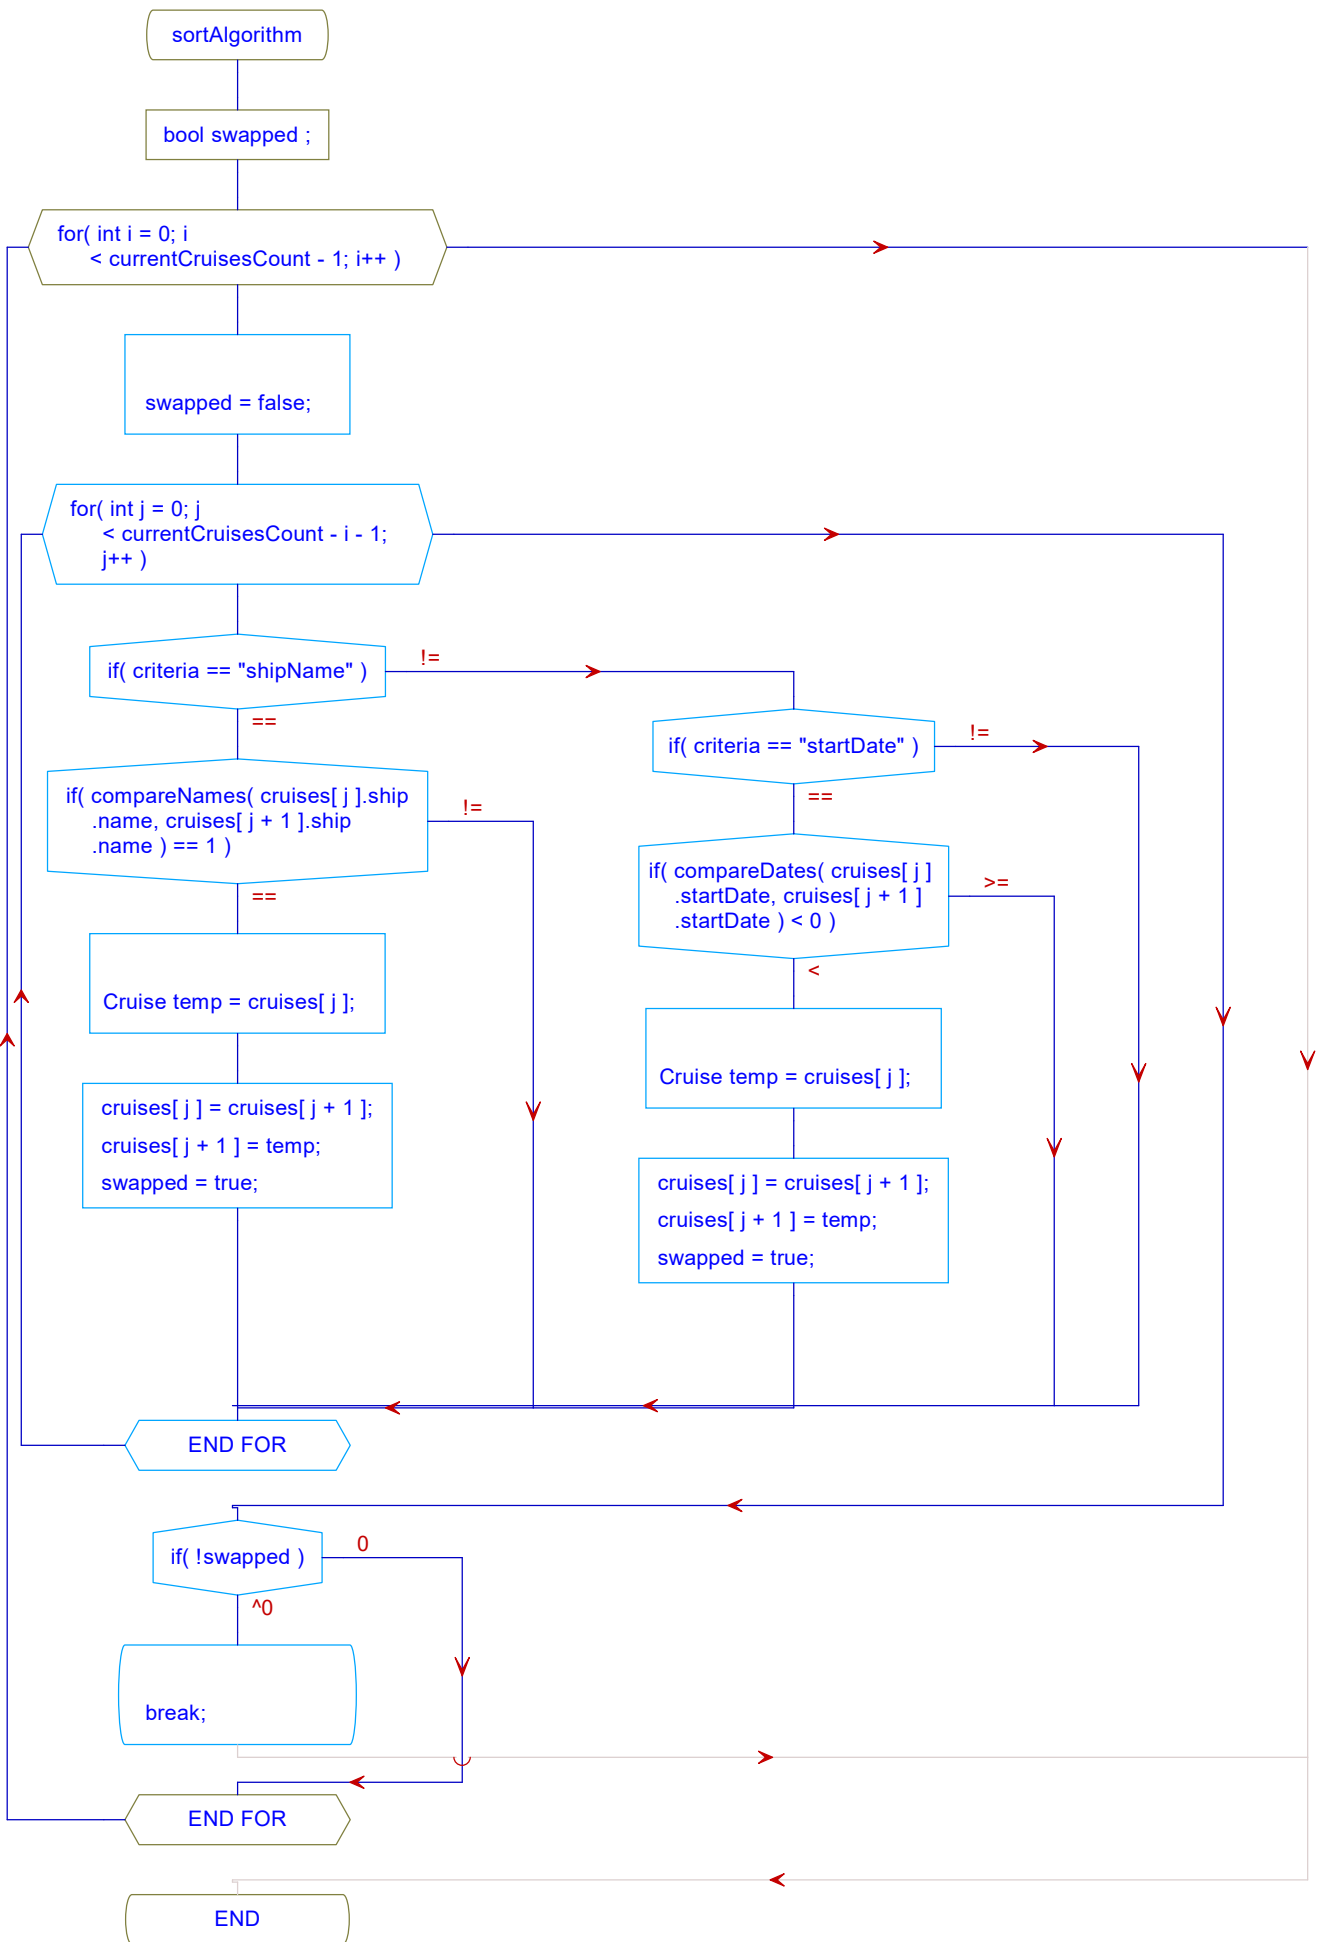 sortAlgorithm
bool swapped ;
for( int i = 0; i
< currentCruisesCount - 1; i++ )
swapped = false;
for( int j = 0; j
< currentCruisesCount - i - 1;
j++ )
if( criteria == "shipName" )
!=
==
if( compareNames( cruises[ j ].ship
.name, cruises[ j + 1 ].ship
.name ) == 1 )
!=
==
Cruise temp = cruises[ j ];
cruises[ j ] = cruises[ j + 1 ];
cruises[ j + 1 ] = temp;
swapped = true;
if( criteria == "startDate" )
!=
==
if( compareDates( cruises[ j ]
.startDate, cruises[ j + 1 ]
.startDate ) < 0 )
>=
<
Cruise temp = cruises[ j ];
cruises[ j ] = cruises[ j + 1 ];
cruises[ j + 1 ] = temp;
swapped = true;
END FOR
if( !swapped )
0
^0
break;
END FOR
END